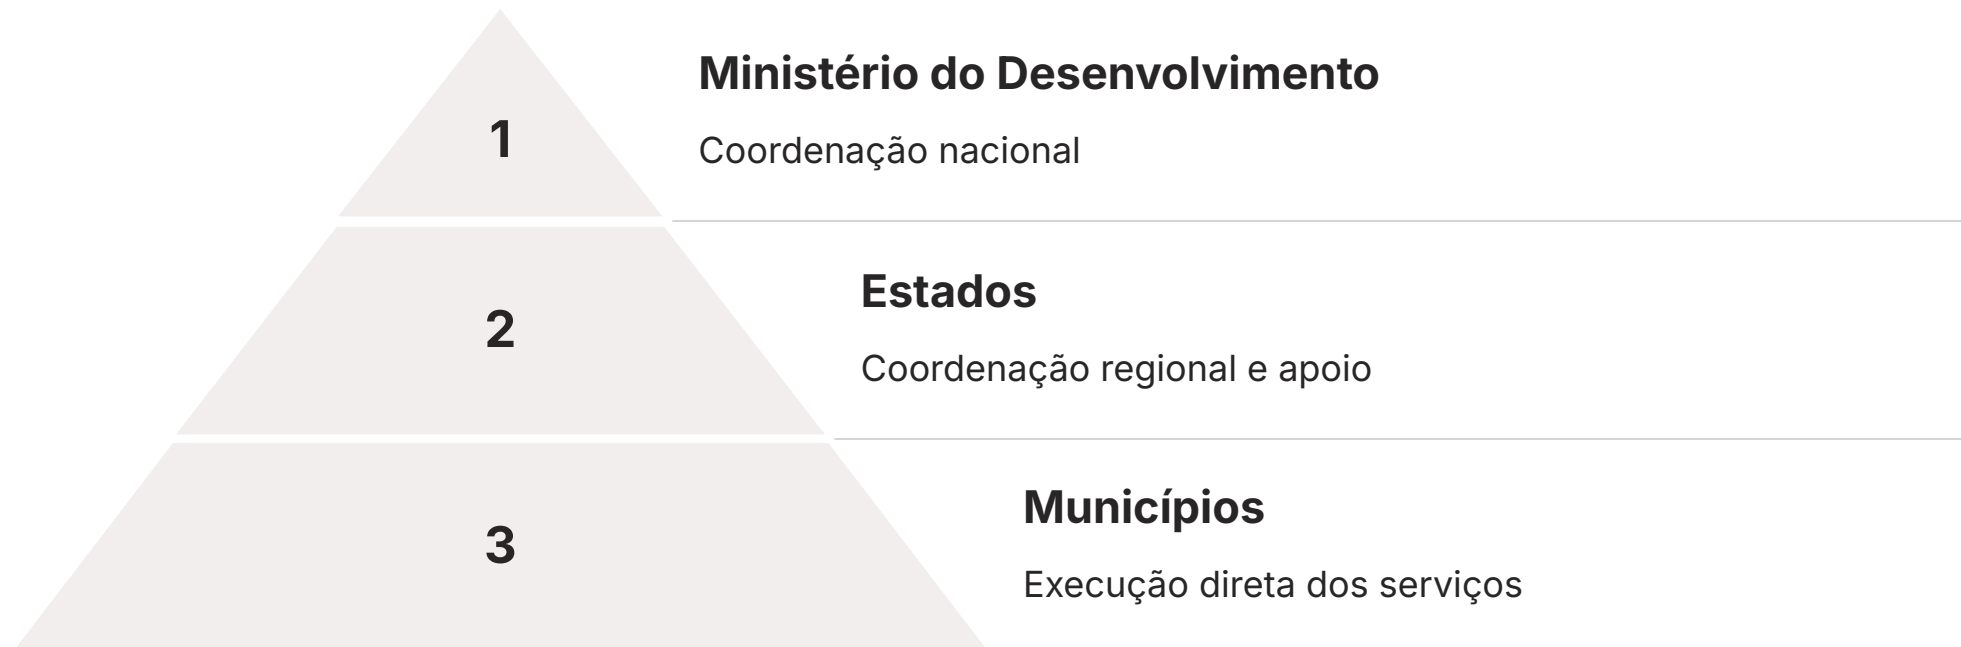 1
Ministério do Desenvolvimento
Coordenação nacional
2
Estados
Coordenação regional e apoio
3
Municípios
Execução direta dos serviços